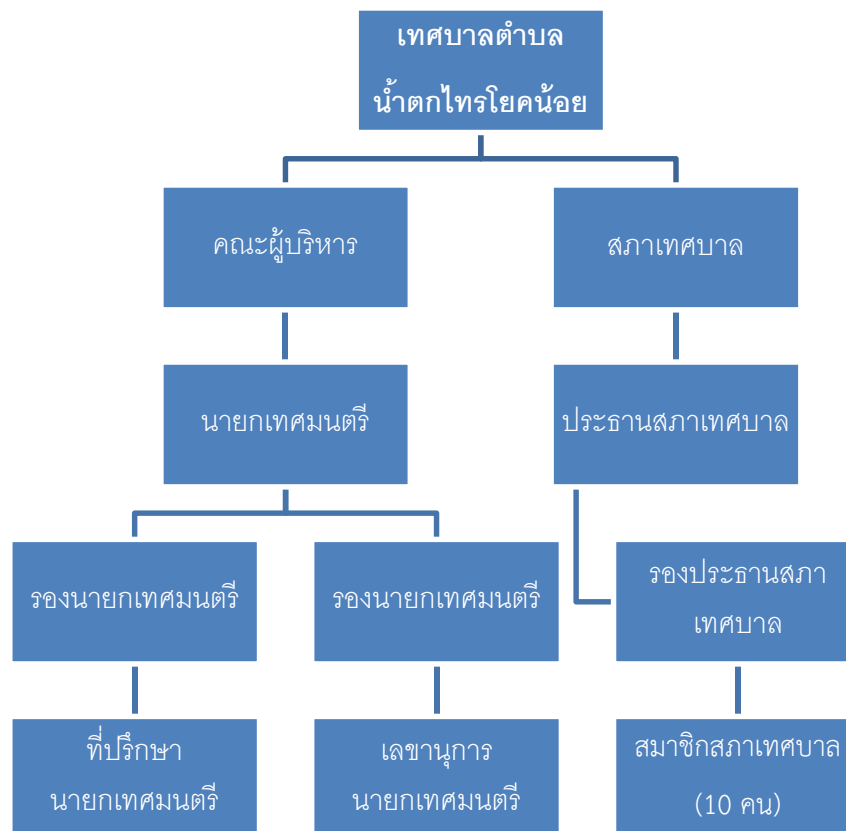 เทศบาลตำบล
น้ำตกไทรโยคน้อย
คณะผู้บริหาร
สภาเทศบาล
นายกเทศมนตรี
ประธานสภาเทศบาล
รองนายกเทศมนตรี
รองนายกเทศมนตรี
รองประธานสภา
เทศบาล
ที่ปรึกษา
นายกเทศมนตรี
เลขานุการ
นายกเทศมนตรี
สมาชิกสภาเทศบาล
(10 คน)